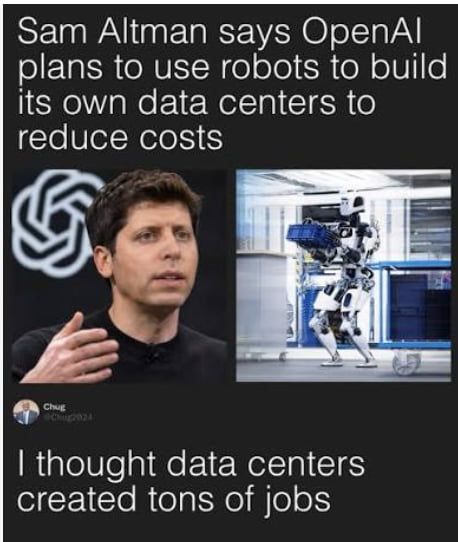 Sam Altman says OpenAI
plans to use robots to build
its own data centers to
reduce costs
Chug
@Chug2024
I thought data centers
created tons of jobs